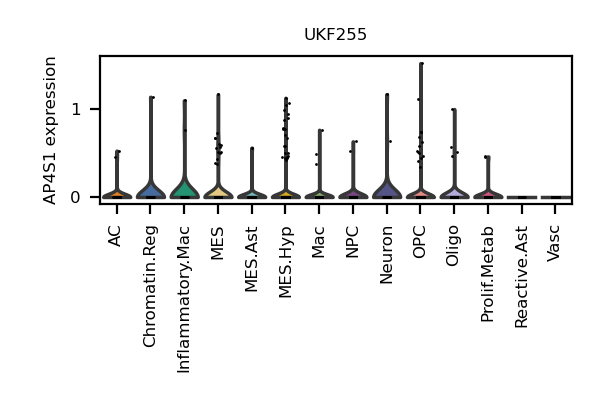 UKF255
AP4S1 expression
1
0
AC
Chromatin.Reg
Inflammatory.Mac
MES
MES.Ast
MES.Hyp
Mac
NPC
Neuron
OPC
Oligo
Prolif.Metab
Reactive.Ast
Vasc